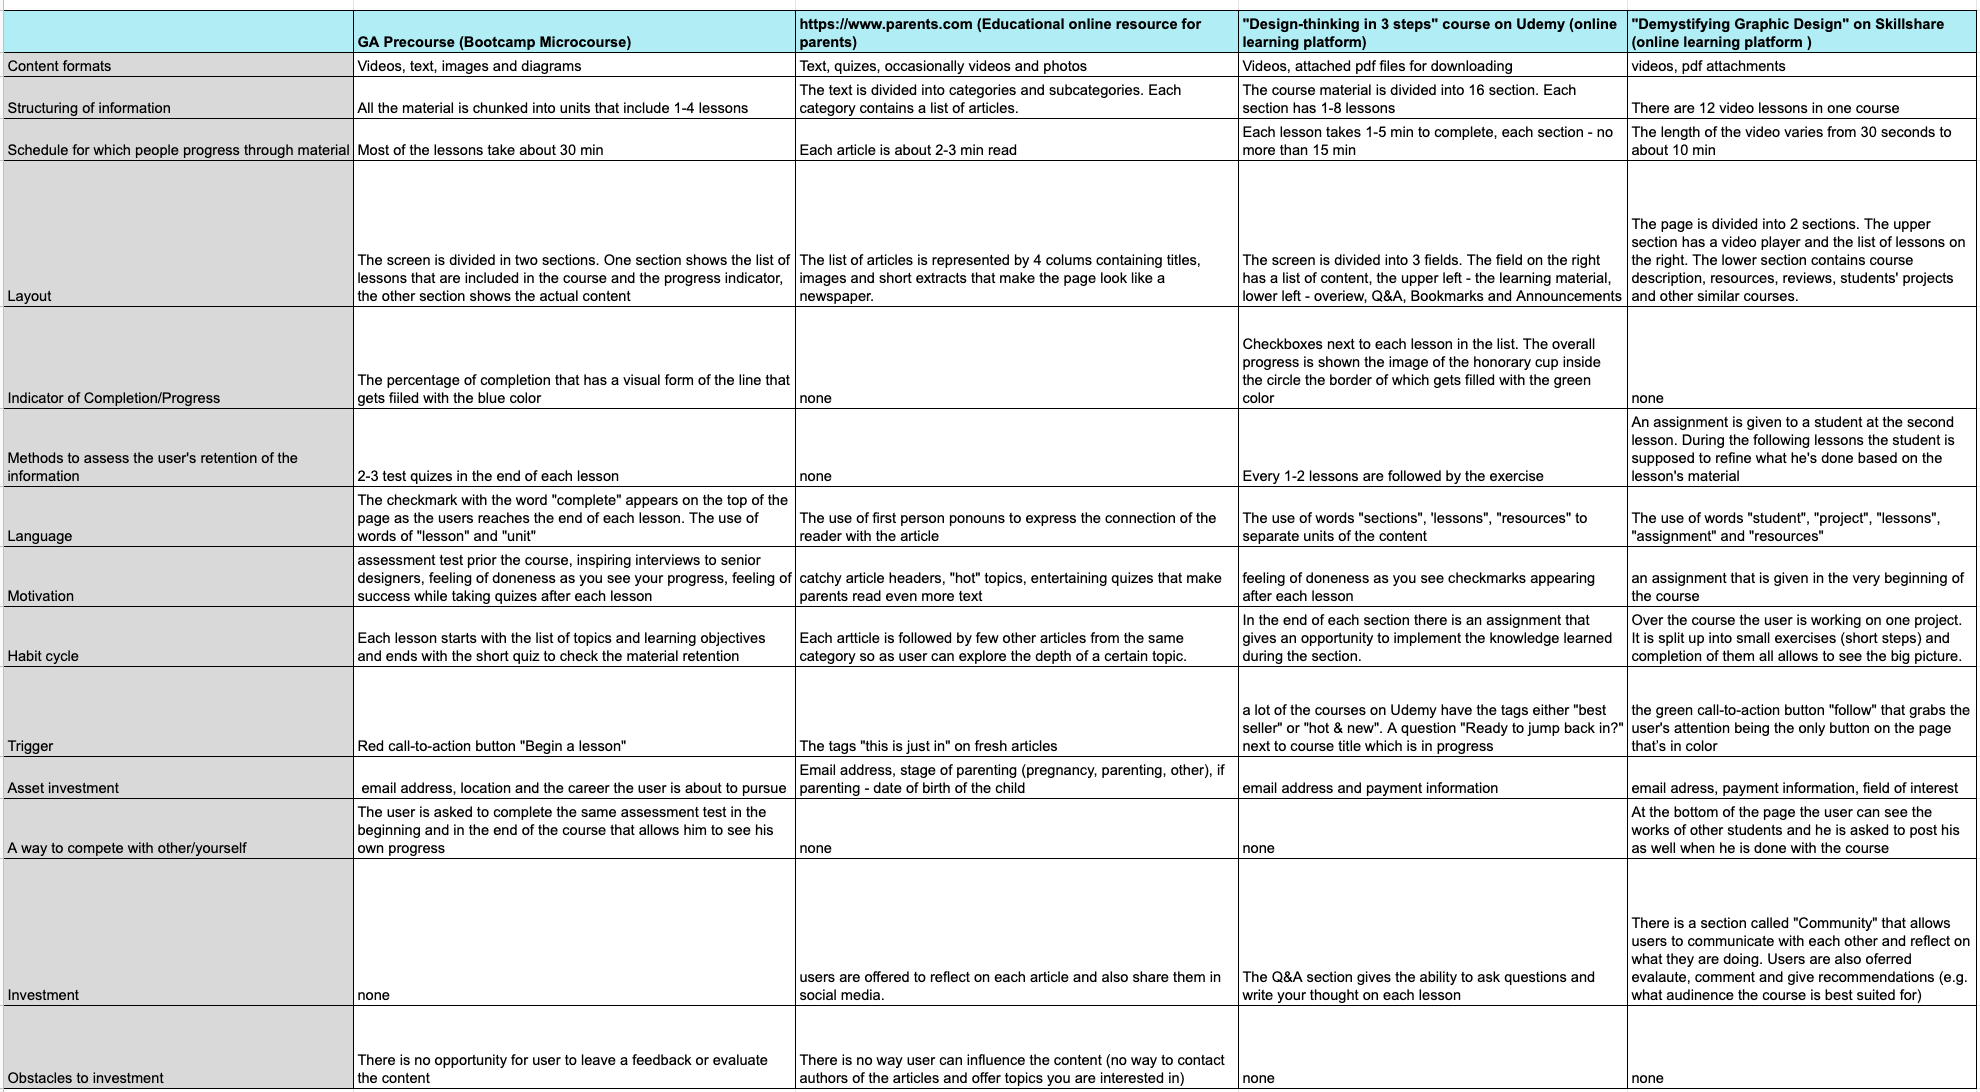 GA Precourse (Bootcamp Microcourse)
https://www.parents.com (Educational online resource for
parents)
"Design-thinking in 3 steps" course on Udemy (online
learning platform)
"Demystifying Graphic Design" on Skillshare
(online learning platform )
Content formats
Videos, text, images and diagrams
Text, quizes, occasionally videos and photos
Videos, attached pdf files for downloading
videos, pdf attachments
Structuring of information
All the material is chunked into units that include 1-4 lessons
The text is divided into categories and subcategories. Each
category contains a list of articles.
The course material is divided into 16 section. Each
section has 1-8 lessons
There are 12 video lessons in one course
Schedule for which people progress through material
Most of the lessons take about 30 min
Each article is about 2-3 min read
Each lesson takes 1-5 min to complete, each section - no
more than 15 min
The length of the video varies from 30 seconds to
about 10 min
Layout
The screen is divided in two sections. One section shows the list of
lessons that are included in the course and the progress indicator,
the other section shows the actual content
The list of articles is represented by 4 colums containing titles,
images and short extracts that make the page look like a
newspaper.
The screen is divided into 3 fields. The field on the right
has a list of content, the upper left - the learning material,
lower left - overiew, Q&A, Bookmarks and Announcements
The page is divided into 2 sections. The upper
section has a video player and the list of lessons on
the right. The lower section contains course
description, resources, reviews, students' projects
and other similar courses.
Indicator of Completion/Progress
The percentage of completion that has a visual form of the line that
gets fiilled with the blue color
none
Checkboxes next to each lesson in the list. The overall
progress is shown the image of the honorary cup inside
the circle the border of which gets filled with the green
color
none
Methods to assess the user's retention of the
information
2-3 test quizes in the end of each lesson
none
Every 1-2 lessons are followed by the exercise
An assignment is given to a student at the second
lesson. During the following lessons the student is
supposed to refine what he's done based on the
lesson's material
Language
The checkmark with the word "complete" appears on the top of the
page as the users reaches the end of each lesson. The use of
words of "lesson" and "unit"
The use of first person ponouns to express the connection of the
reader with the article
The use of words "sections", 'lessons", "resources" to
separate units of the content
The use of words "student", "project", "lessons",
"assignment" and "resources"
Motivation
assessment test prior the course, inspiring interviews to senior
designers, feeling of doneness as you see your progress, feeling of
success while taking quizes after each lesson
catchy article headers, "hot" topics, entertaining quizes that make
parents read even more text
feeling of doneness as you see checkmarks appearing
after each lesson
an assignment that is given in the very beginning of
the course
Habit cycle
Each lesson starts with the list of topics and learning objectives
and ends with the short quiz to check the material retention
Each artticle is followed by few other articles from the same
category so as user can explore the depth of a certain topic.
In the end of each section there is an assignment that
gives an opportunity to implement the knowledge learned
during the section.
Over the course the user is working on one project.
It is split up into small exercises (short steps) and
completion of them all allows to see the big picture.
Trigger
Red call-to-action button "Begin a lesson"
The tags "this is just in" on fresh articles
a lot of the courses on Udemy have the tags either "best
seller" or "hot & new". A question "Ready to jump back in?"
next to course title which is in progress
the green call-to-action button "follow" that grabs the
user's attention being the only button on the page
that's in color
Asset investment
email address, location and the career the user is about to pursue
Email address, stage of parenting (pregnancy, parenting, other), if
parenting - date of birth of the child
email address and payment information
email adress, payment information, field of interest
A way to compete with other/yourself
The user is asked to complete the same assessment test in the
beginning and in the end of the course that allows him to see his
own progress
none
none
At the bottom of the page the user can see the
works of other students and he is asked to post his
as well when he is done with the course
Investment
none
users are offered to reflect on each article and also share them in
social media.
The Q&A section gives the ability to ask questions and
write your thought on each lesson
There is a section called "Community" that allows
users to communicate with each other and reflect on
what they are doing. Users are also oferred
evalaute, comment and give recommendations (e.g.
what audinence the course is best suited for)
Obstacles to investment
There is no opportunity for user to leave a feedback or evaluate
the content
There is no way user can influence the content (no way to contact
authors of the articles and offer topics you are interested in)
none
none